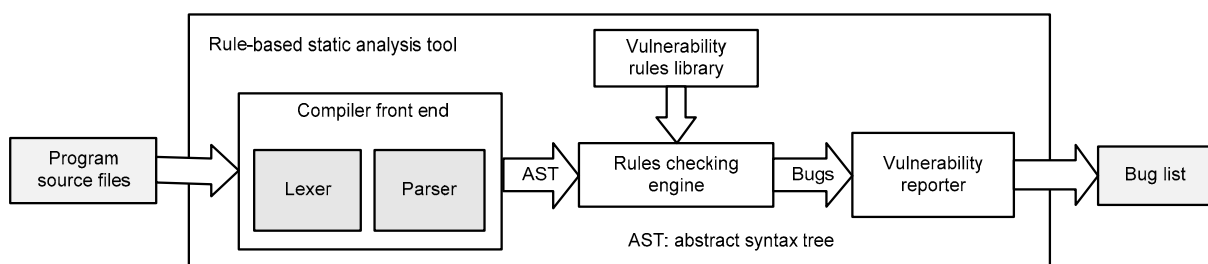 Rule-based static analysis tool
Vulnerability
rules library
Compiler front end
Program
source files
Lexer
Parser
AST
Rules checking
engine
Bugs
Vulnerability
reporter
Bug list
AST: abstract syntax tree